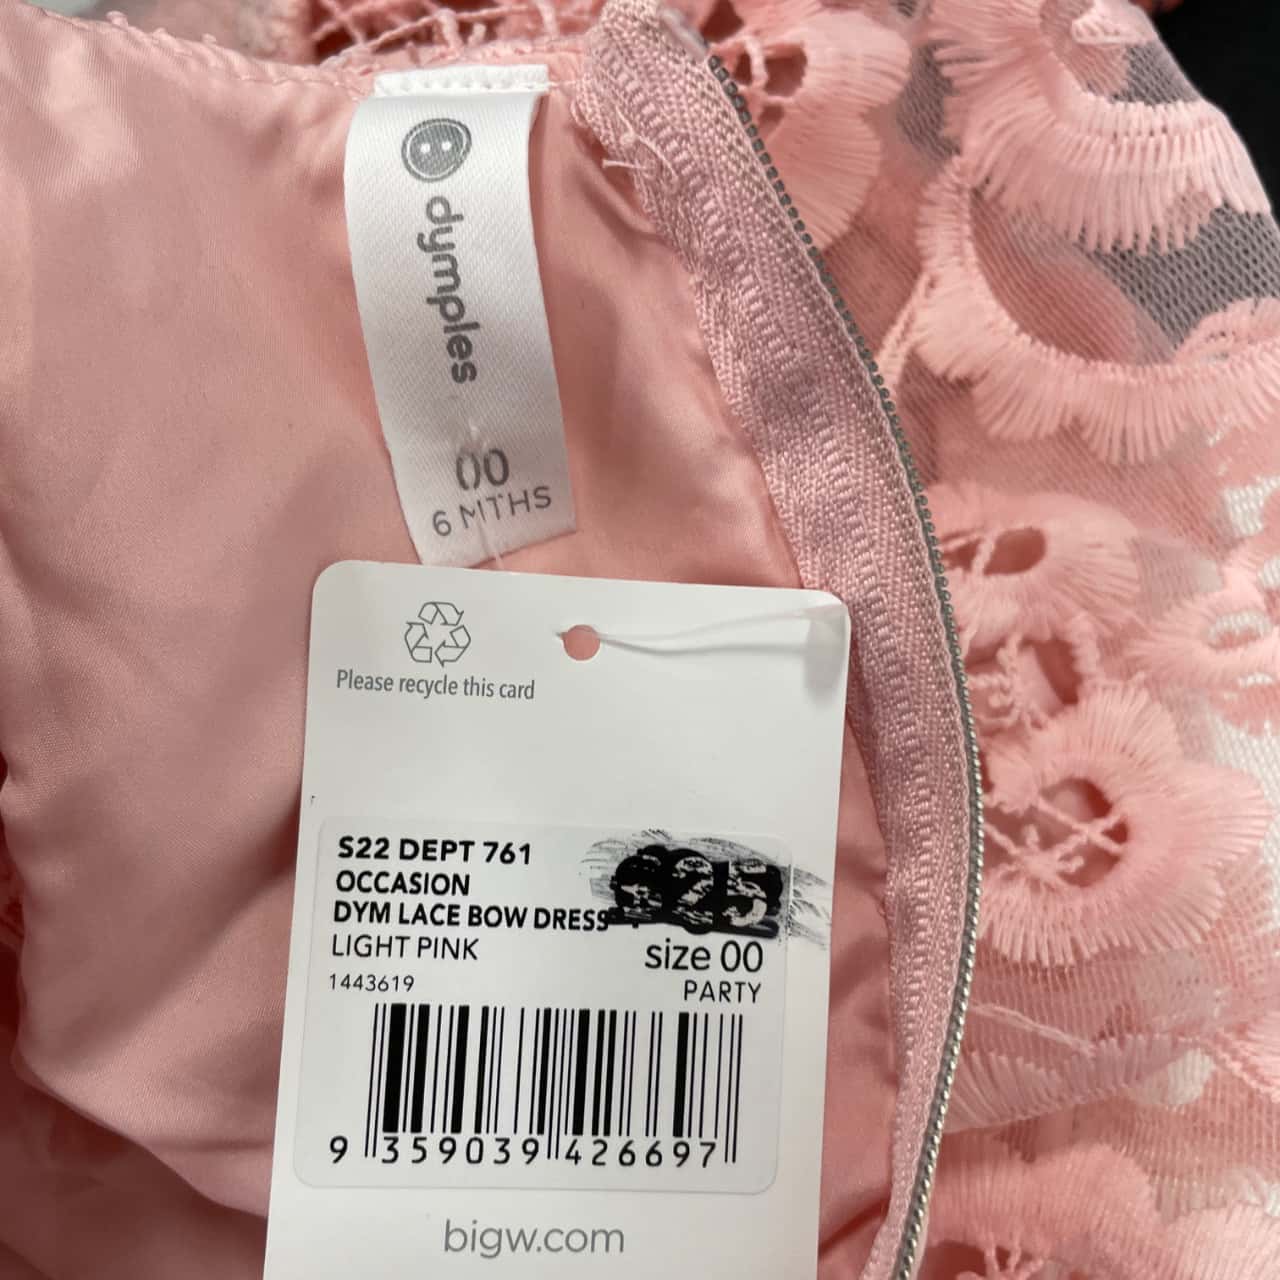 dymples
00
6 MTHS
Please recycle this card
S22 DEPT 761
OCCASION
DYM LACE BOW DRESS
$25
LIGHT PINK
size 00
1443619
PARTY
9 359039 426697
bigw.com